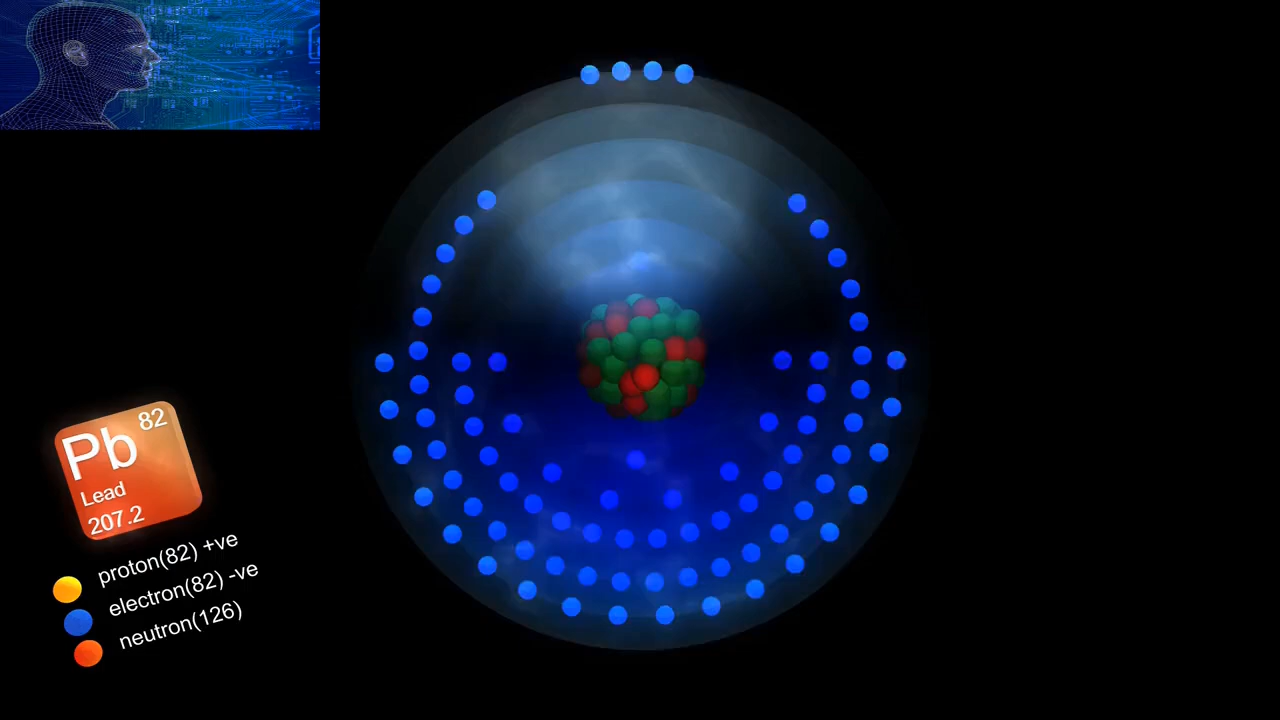 82
Pb
Lead
207.2
proton(82) +ve
electron(82) -ve
neutron(126)